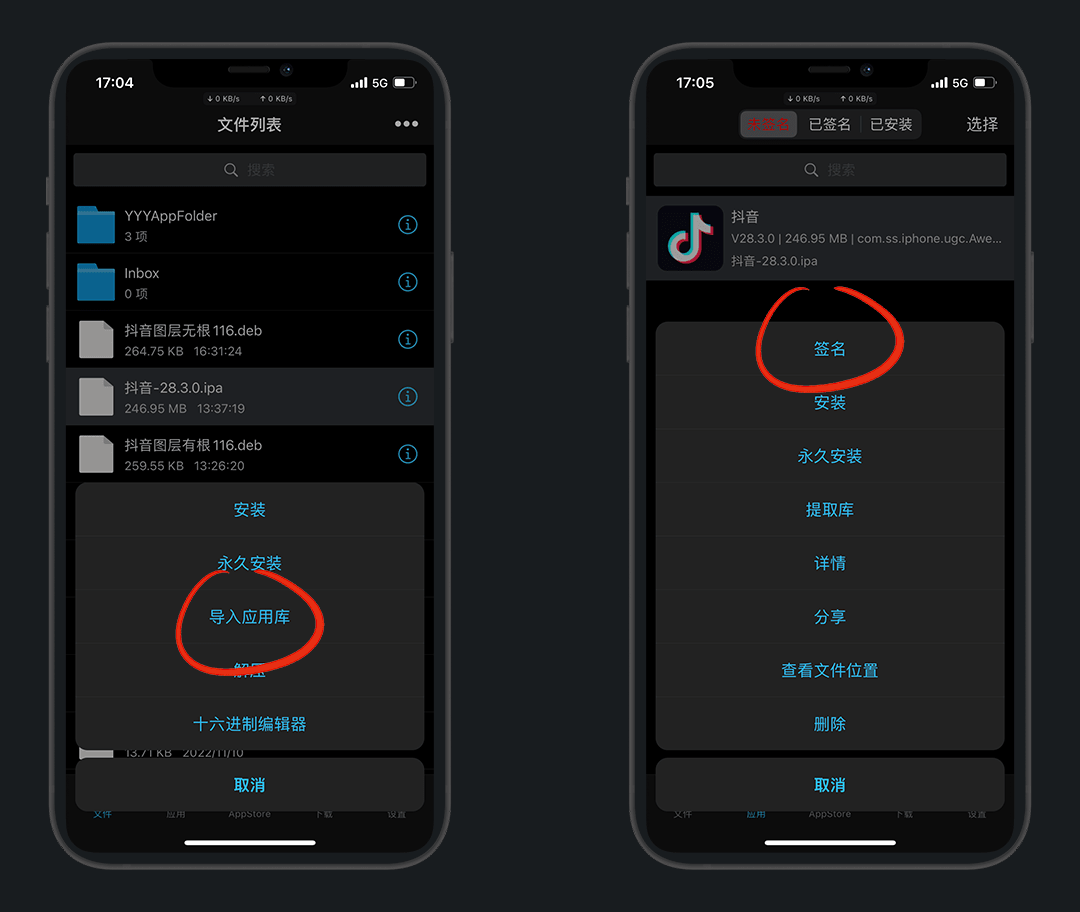 17:04
5G
↓ 0 KB/s ↑ 0 KB/s
文件列表
搜索
YYYAppFolder
3 项
Inbox
0 项
抖音图层无根 116.deb
264.75 KB 16:31:24
抖音-28.3.0.ipa
246.95 MB 13:37:19
抖音图层有根 116.deb
259.55 KB 13:26:20
安装
永久安装
导入应用库
解压
十六进制编辑器
13.71 KB 2022/11/10
取消
文件 应用 AppStore 下载 设置
17:05
5G
↓ 0 KB/s ↑ 0 KB/s
未签名 已签名 已安装 选择
搜索
抖音
V28.3.0 | 246.95 MB | com.ss.iphone.ugc.Awe...
抖音-28.3.0.ipa
签名
安装
永久安装
提取库
详情
分享
查看文件位置
删除
取消
文件 应用 AppStore 下载 设置